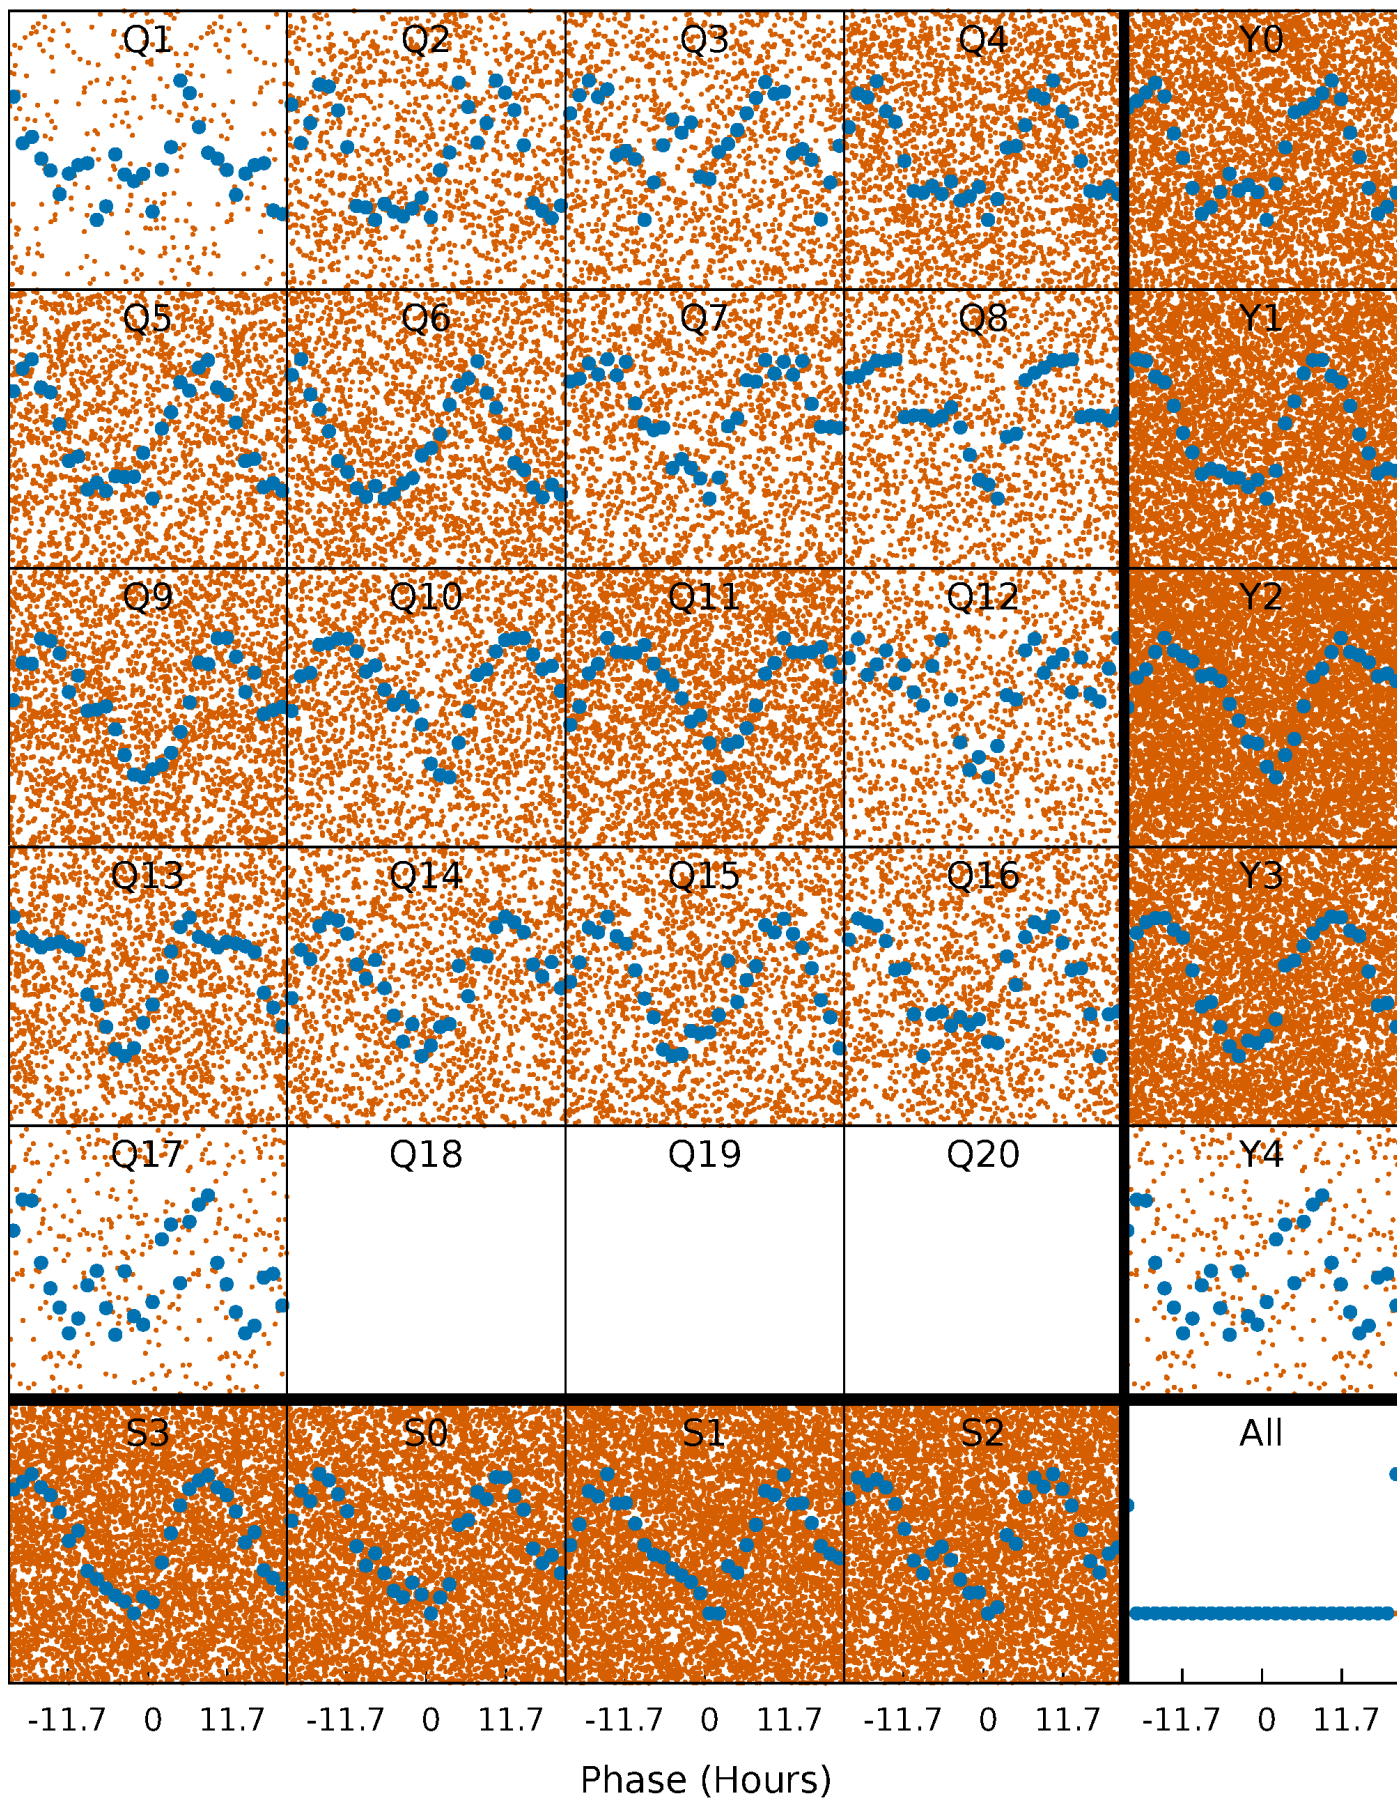 Q1 Q2 Q3 Q4 Y0
Q5 Q6 Q7 Q8 Y1
Q9 Q10 Q11 Q12 Y2
Q13 Q14 Q15 Q16 Y3
Q17 Q18 Q19 Q20 Y4
S3 S0 S1 S2 All
-11.7 0 11.7 -11.7 0 11.7 -11.7 0 11.7 -11.7 0 11.7 -11.7 0 11.7
Phase (Hours)